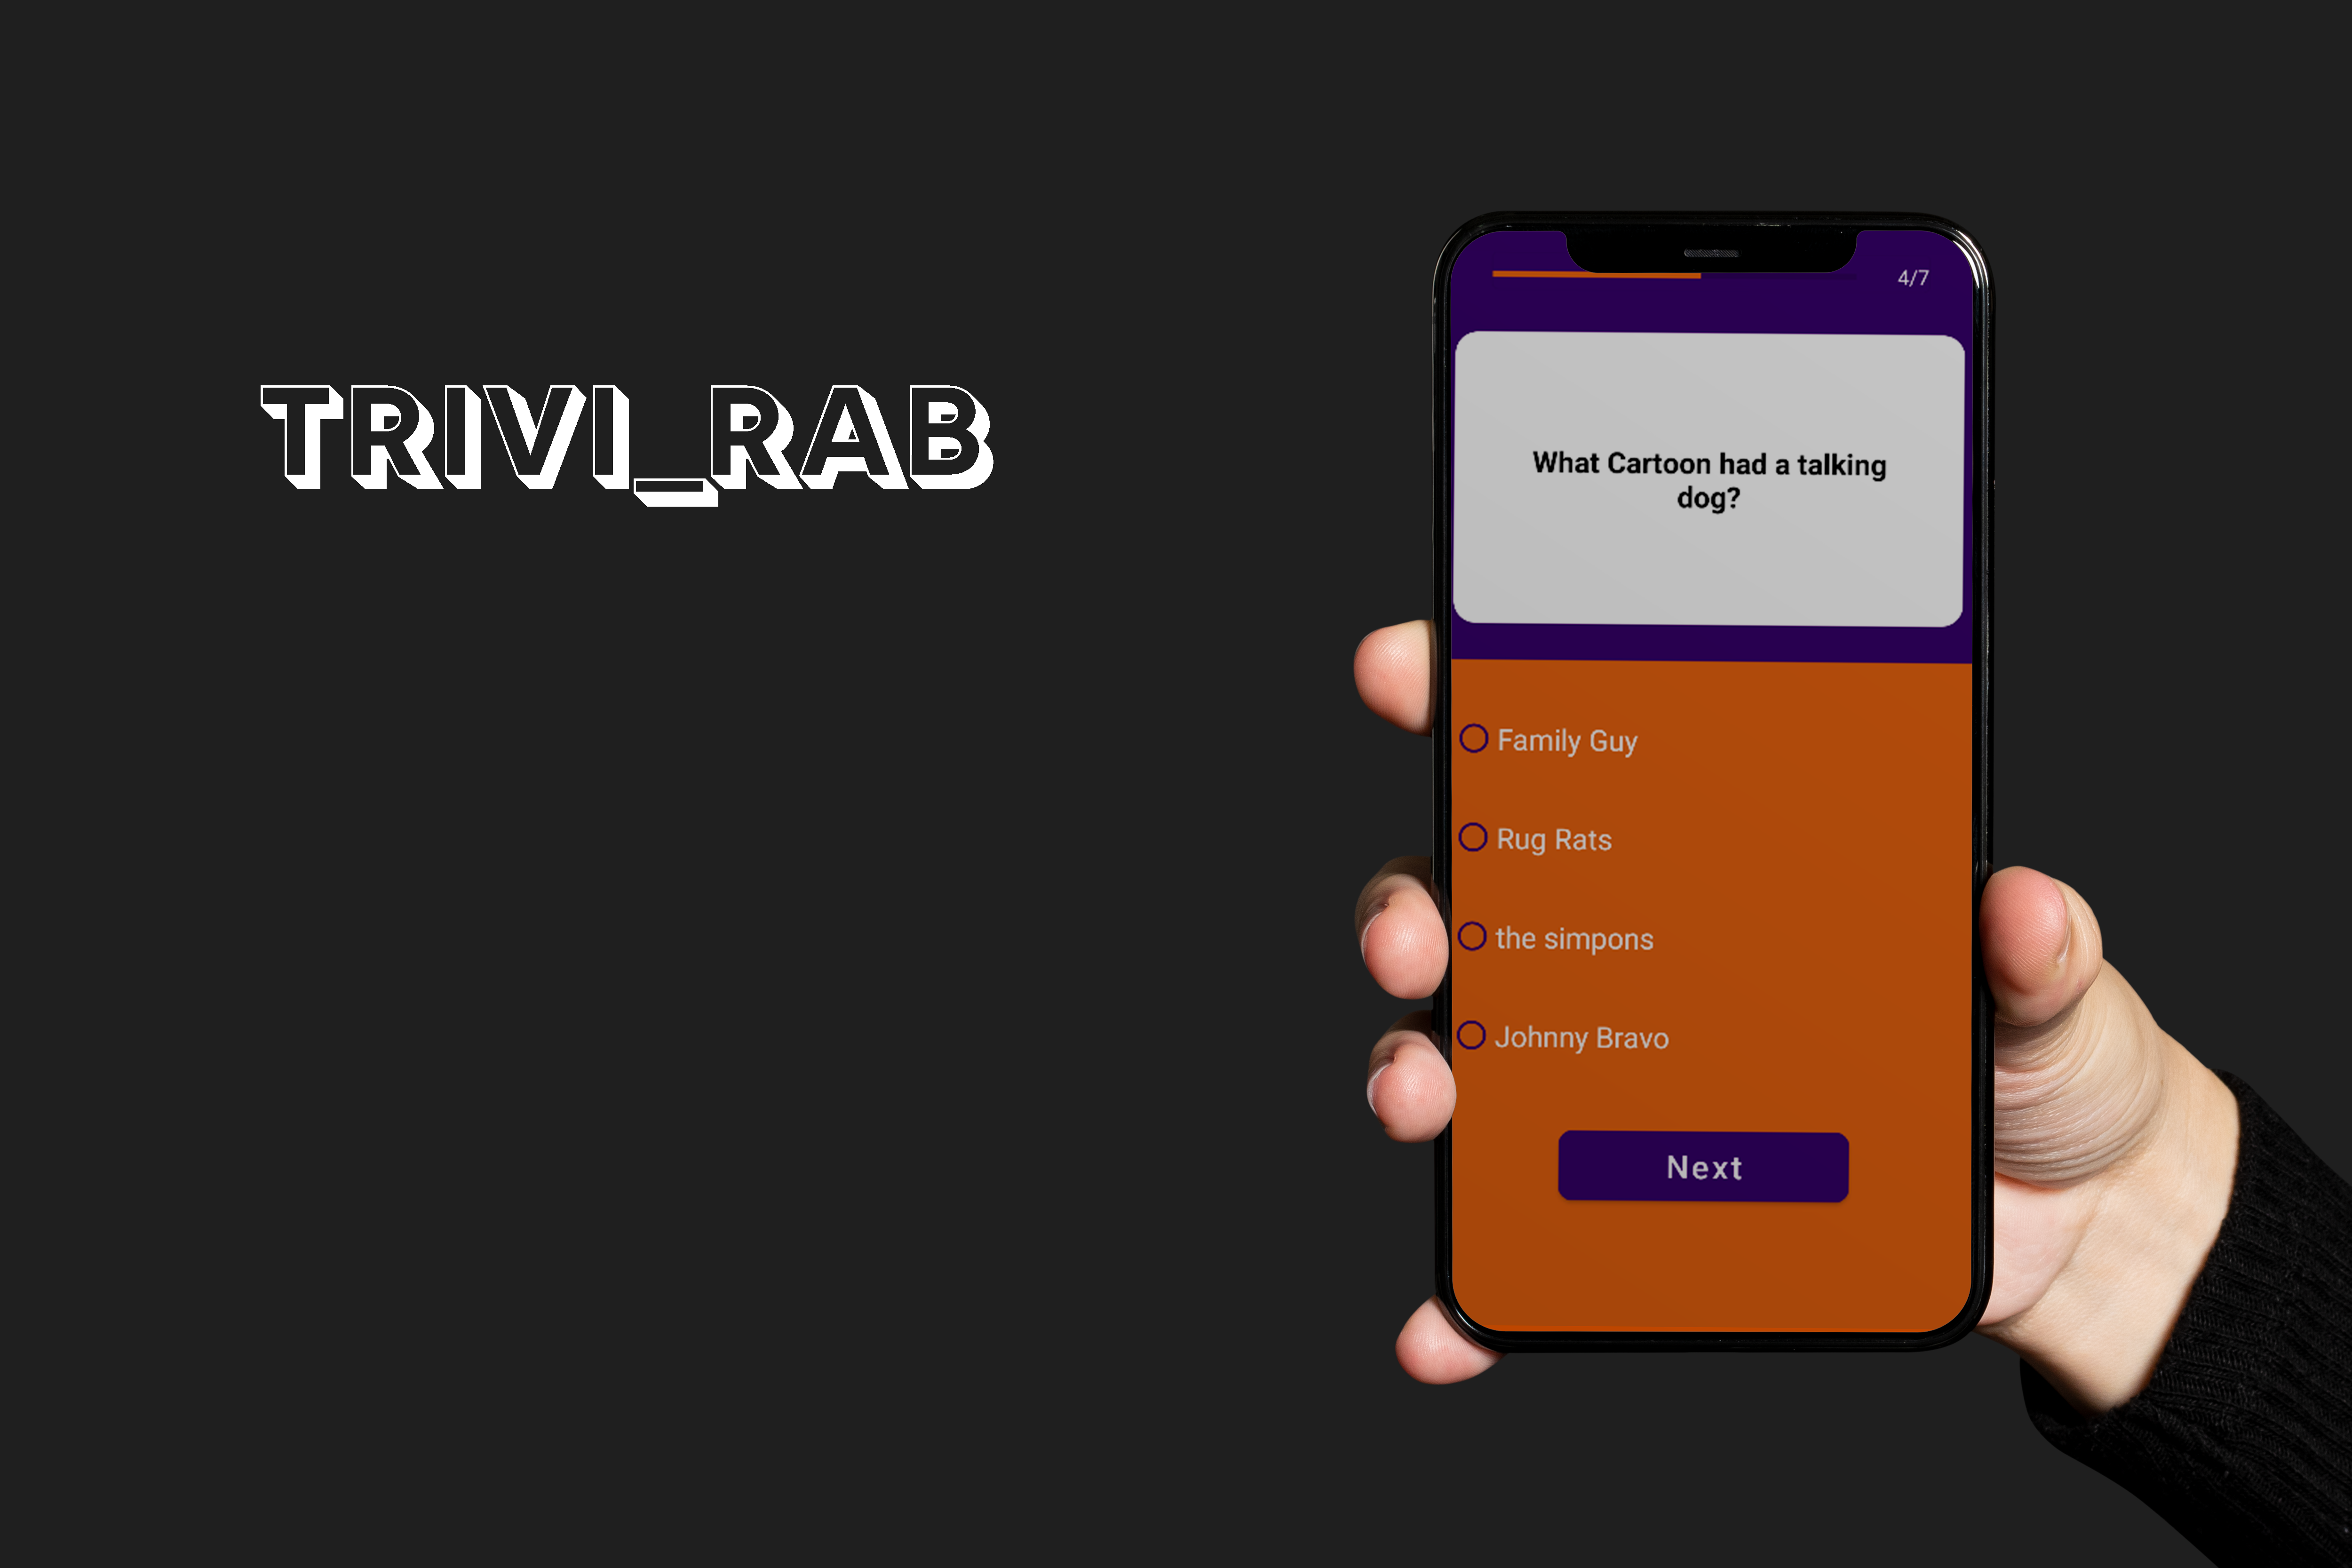 TRIVI_RAB
4/7
What Cartoon had a talking
dog?
Family Guy
Rug Rats
the simpons
Johnny Bravo
Next